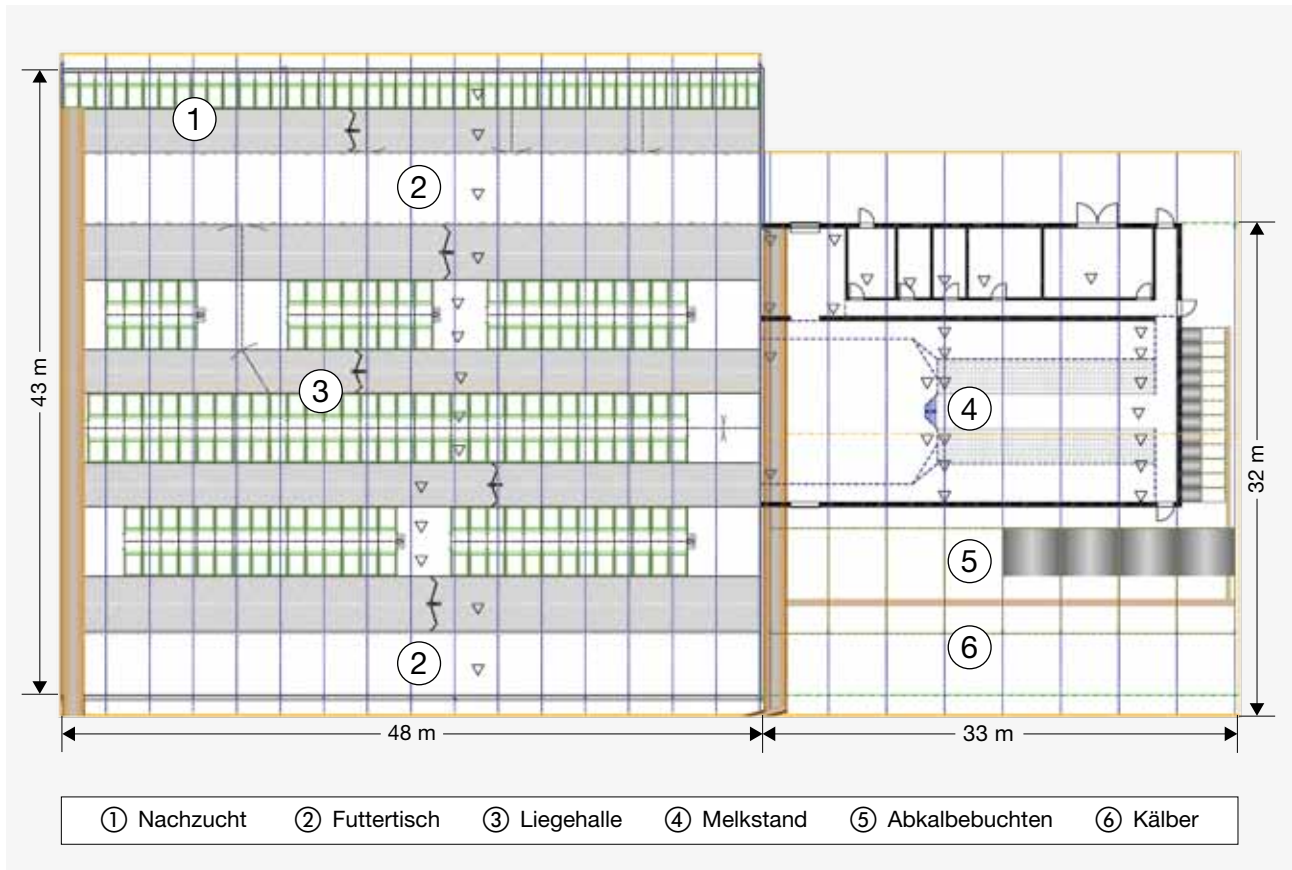 1
2
43 m
3
4
32 m
5
2
6
48 m
33 m
① Nachzucht ② Futtertisch ③ Liegehalle ④ Melkstand ⑤ Abkalbebuchten ⑥ Kälber